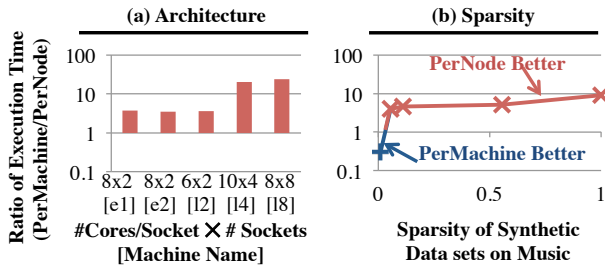 (a) Architecture
(b) Sparsity
Ratio of Execution Time
(PerMachine/PerNode)
100
10
1
0.1
8x2 8x2 6x2 10x4 8x8
[e1] [e2] [l2] [l4] [l8]
#Cores/Socket × # Sockets
[Machine Name]
100
10
1
0.1
PerNode Better
PerMachine Better
0 0.5 1
Sparsity of Synthetic
Data sets on Music